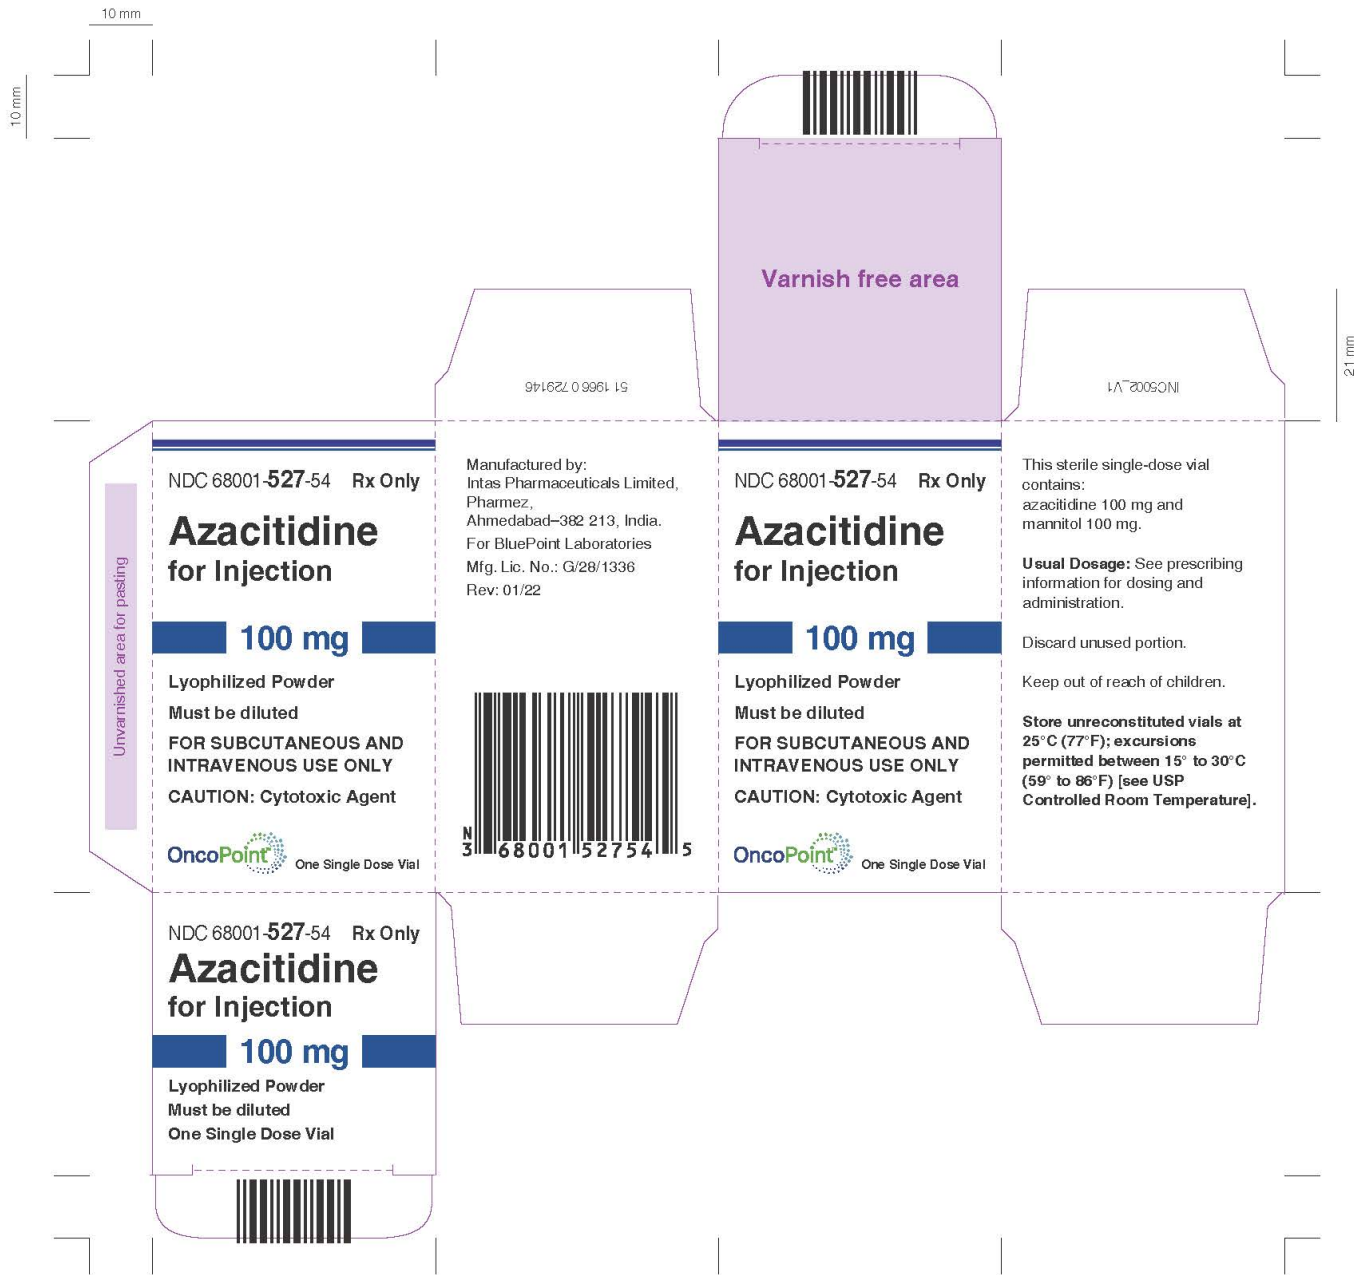 10 mm
10 mm
Varnish free area
21 mm
51 1966 0 729146
INC5002_V1
Unvarnished area for pasting
NDC 68001-527-54 Rx Only
Azacitidine
for Injection
100 mg
Lyophilized Powder
Must be diluted
FOR SUBCUTANEOUS AND
INTRAVENOUS USE ONLY
CAUTION: Cytotoxic Agent
OncoPoint™ One Single Dose Vial
Manufactured by:
Intas Pharmaceuticals Limited,
Pharmez,
Ahmedabad–382 213, India.
For BluePoint Laboratories
Mfg. Lic. No.: G/28/1336
Rev: 01/22
N
3 68001 52754 5
NDC 68001-527-54 Rx Only
Azacitidine
for Injection
100 mg
Lyophilized Powder
Must be diluted
FOR SUBCUTANEOUS AND
INTRAVENOUS USE ONLY
CAUTION: Cytotoxic Agent
OncoPoint™ One Single Dose Vial
This sterile single-dose vial
contains:
azacitidine 100 mg and
mannitol 100 mg.
Usual Dosage: See prescribing
information for dosing and
administration.
Discard unused portion.
Keep out of reach of children.
Store unreconstituted vials at
25°C (77°F); excursions
permitted between 15° to 30°C
(59° to 86°F) [see USP
Controlled Room Temperature].
NDC 68001-527-54 Rx Only
Azacitidine
for Injection
100 mg
Lyophilized Powder
Must be diluted
One Single Dose Vial